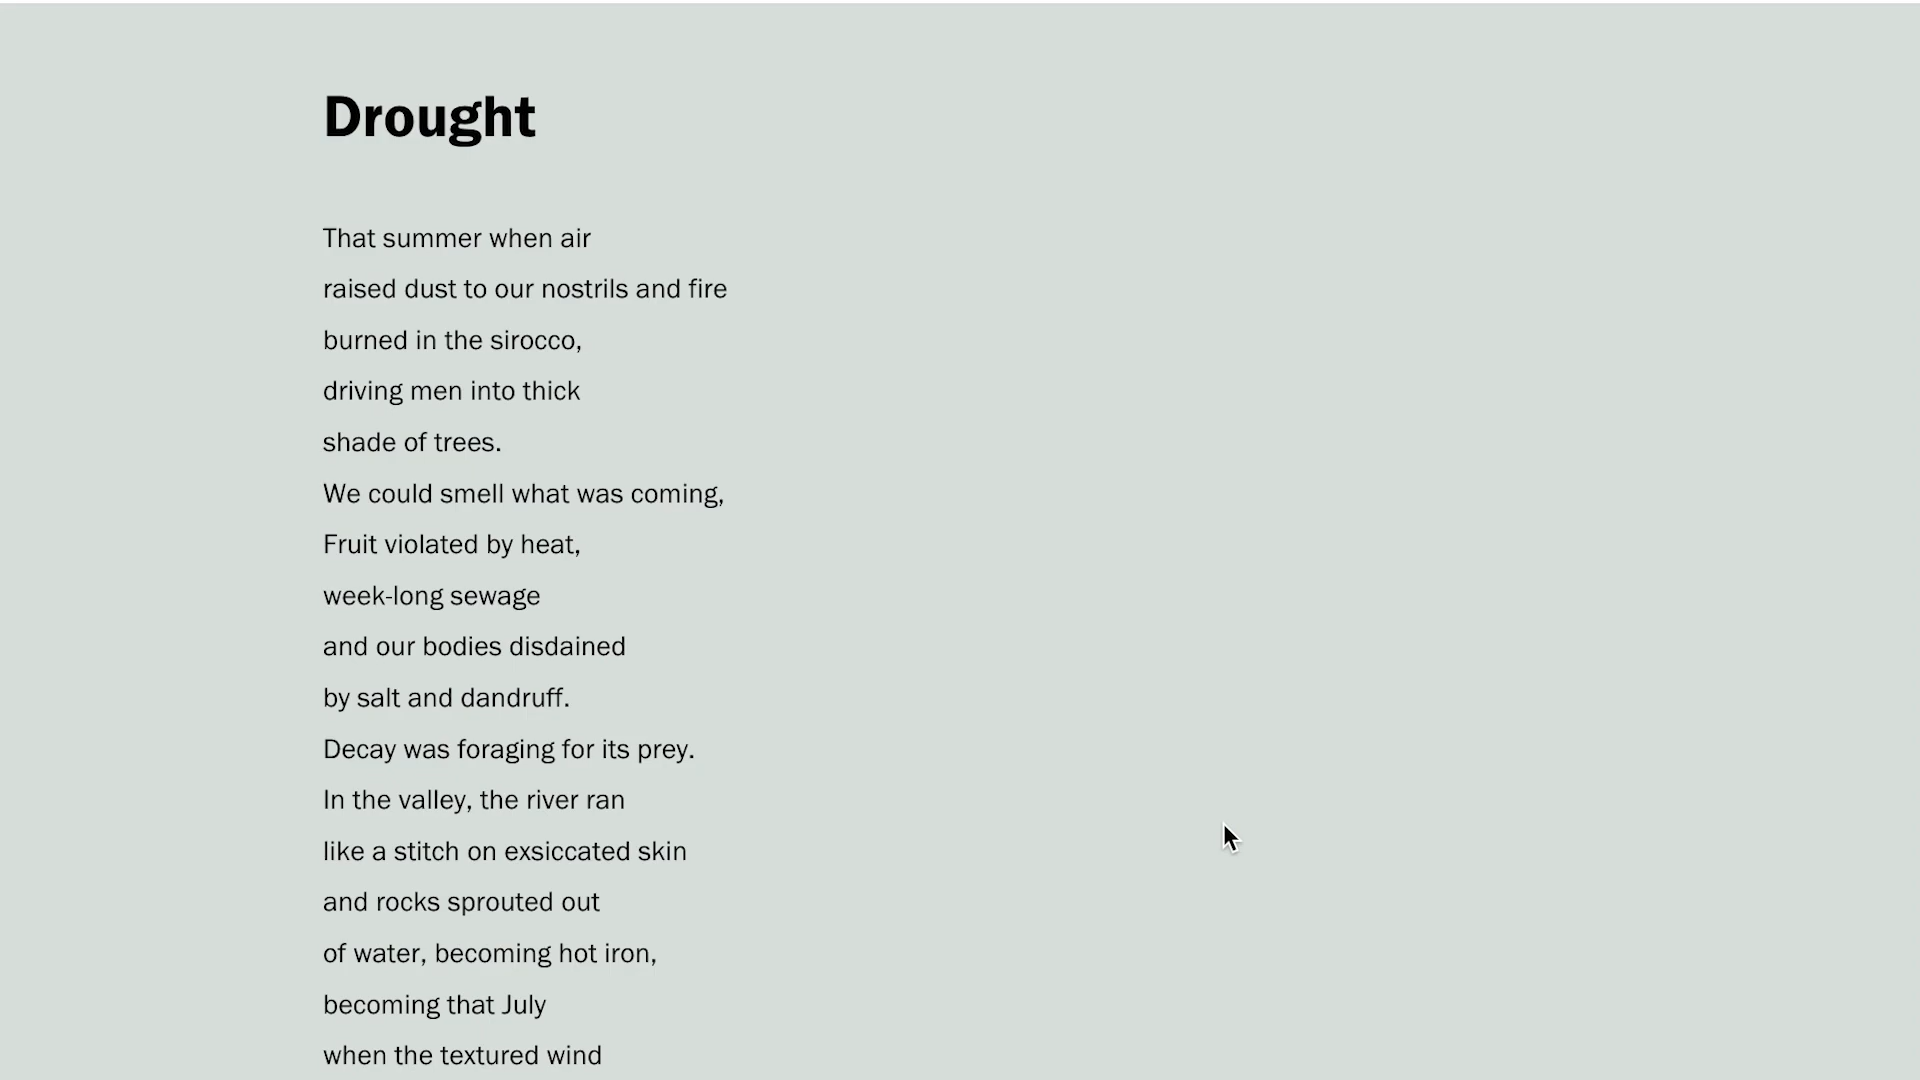 Drought
That summer when air
raised dust to our nostrils and fire
burned in the sirocco,
driving men into thick
shade of trees.
We could smell what was coming,
Fruit violated by heat,
week-long sewage
and our bodies disdained
by salt and dandruff.
Decay was foraging for its prey.
In the valley, the river ran
like a stitch on exsiccated skin
and rocks sprouted out
of water, becoming hot iron,
becoming that July
when the textured wind